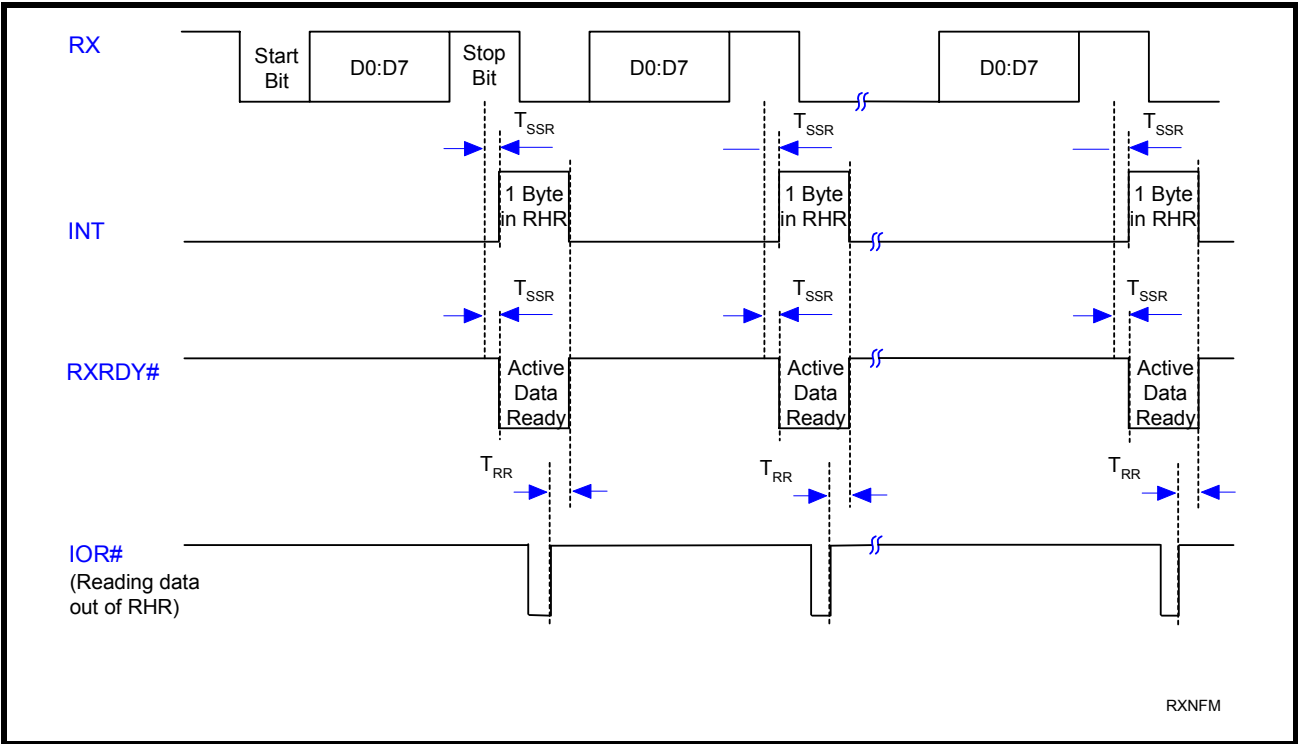 RX
Start
Bit
D0:D7
Stop
Bit
D0:D7
D0:D7
TSSR
TSSR
TSSR
INT
1 Byte
in RHR
1 Byte
in RHR
1 Byte
in RHR
TSSR
TSSR
TSSR
RXRDY#
Active
Data
Ready
Active
Data
Ready
Active
Data
Ready
TRR
TRR
TRR
IOR#
(Reading data
out of RHR)
RXNFM